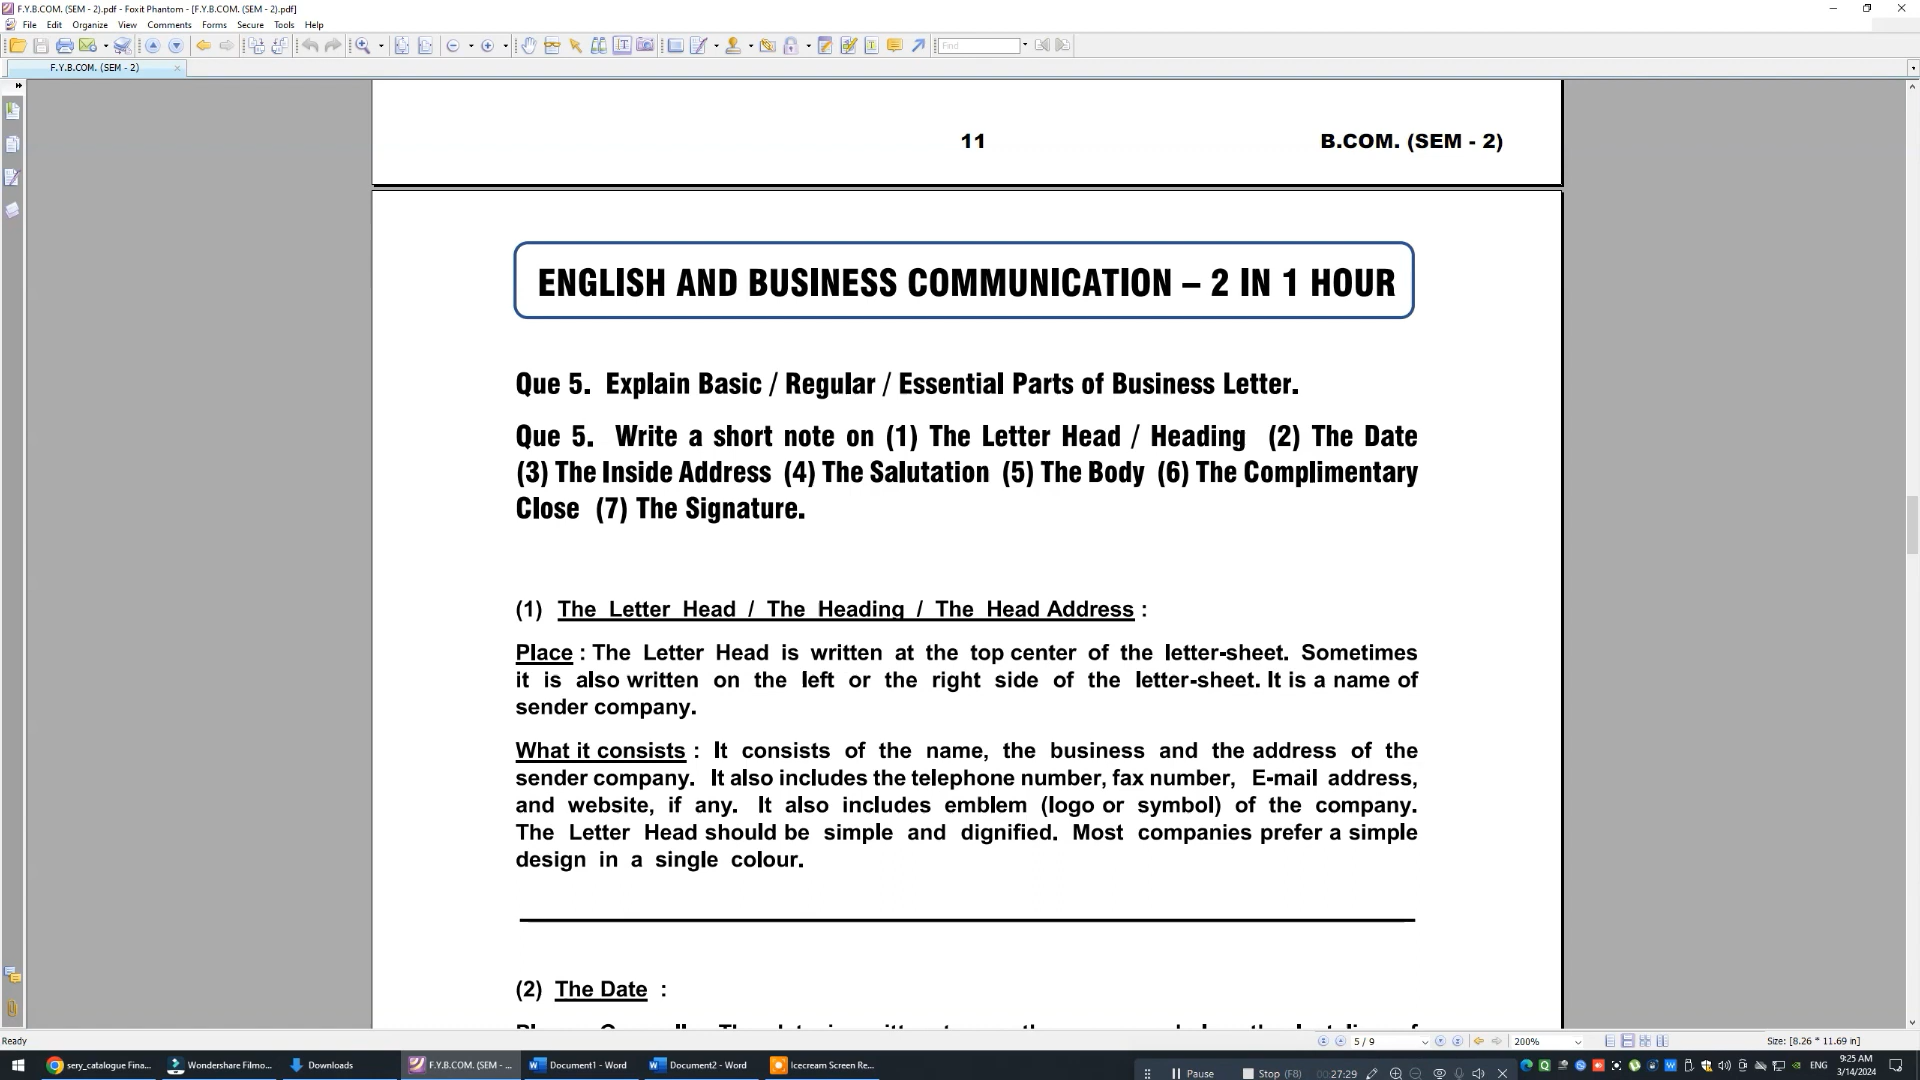 F.Y.B.COM. (SEM - 2).pdf - Foxit Phantom - [F.Y.B.COM. (SEM - 2).pdf]
File Edit Organize View Comments Forms Secure Tools Help
Find
F.Y.B.COM. (SEM - 2)
11 B.COM. (SEM - 2)
ENGLISH AND BUSINESS COMMUNICATION – 2 IN 1 HOUR
Que 5. Explain Basic / Regular / Essential Parts of Business Letter.
Que 5. Write a short note on (1) The Letter Head / Heading (2) The Date
(3) The Inside Address (4) The Salutation (5) The Body (6) The Complimentary
Close (7) The Signature.
(1) The Letter Head / The Heading / The Head Address :
Place : The Letter Head is written at the top center of the letter-sheet. Sometimes
it is also written on the left or the right side of the letter-sheet. It is a name of
sender company.
What it consists : It consists of the name, the business and the address of the
sender company. It also includes the telephone number, fax number, E-mail address,
and website, if any. It also includes emblem (logo or symbol) of the company.
The Letter Head should be simple and dignified. Most companies prefer a simple
design in a single colour.
(2) The Date :
Ready 5 / 9 200% Size: [8.26 * 11.69 in]
sery_catalogue Fina... Wondershare Filmo... Downloads F.Y.B.COM. (SEM - ... Document1 - Word Document2 - Word Icecream Screen Re... Pause Stop (F8) 00:27:29 ENG 9:25 AM
3/14/2024